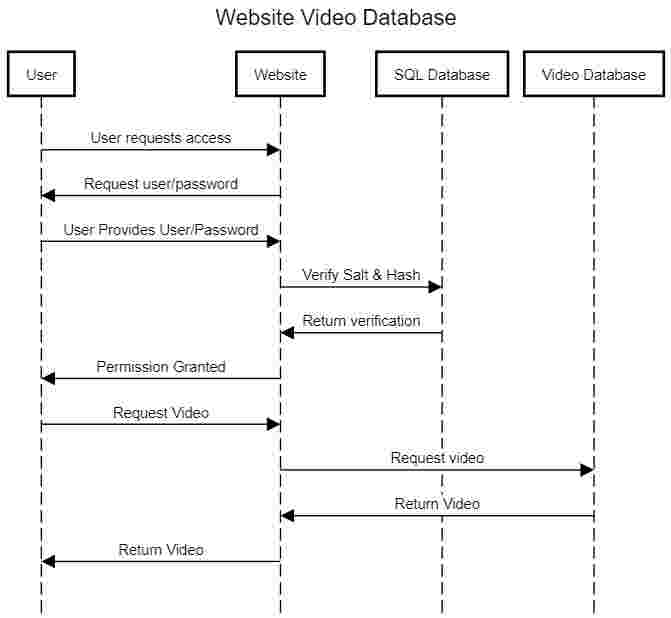 Website Video Database
User
Website
SQL Database
Video Database
User requests access
Request user/password
User Provides User/Password
Verify Salt & Hash
Return verification
Permission Granted
Request Video
Request video
Return Video
Return Video